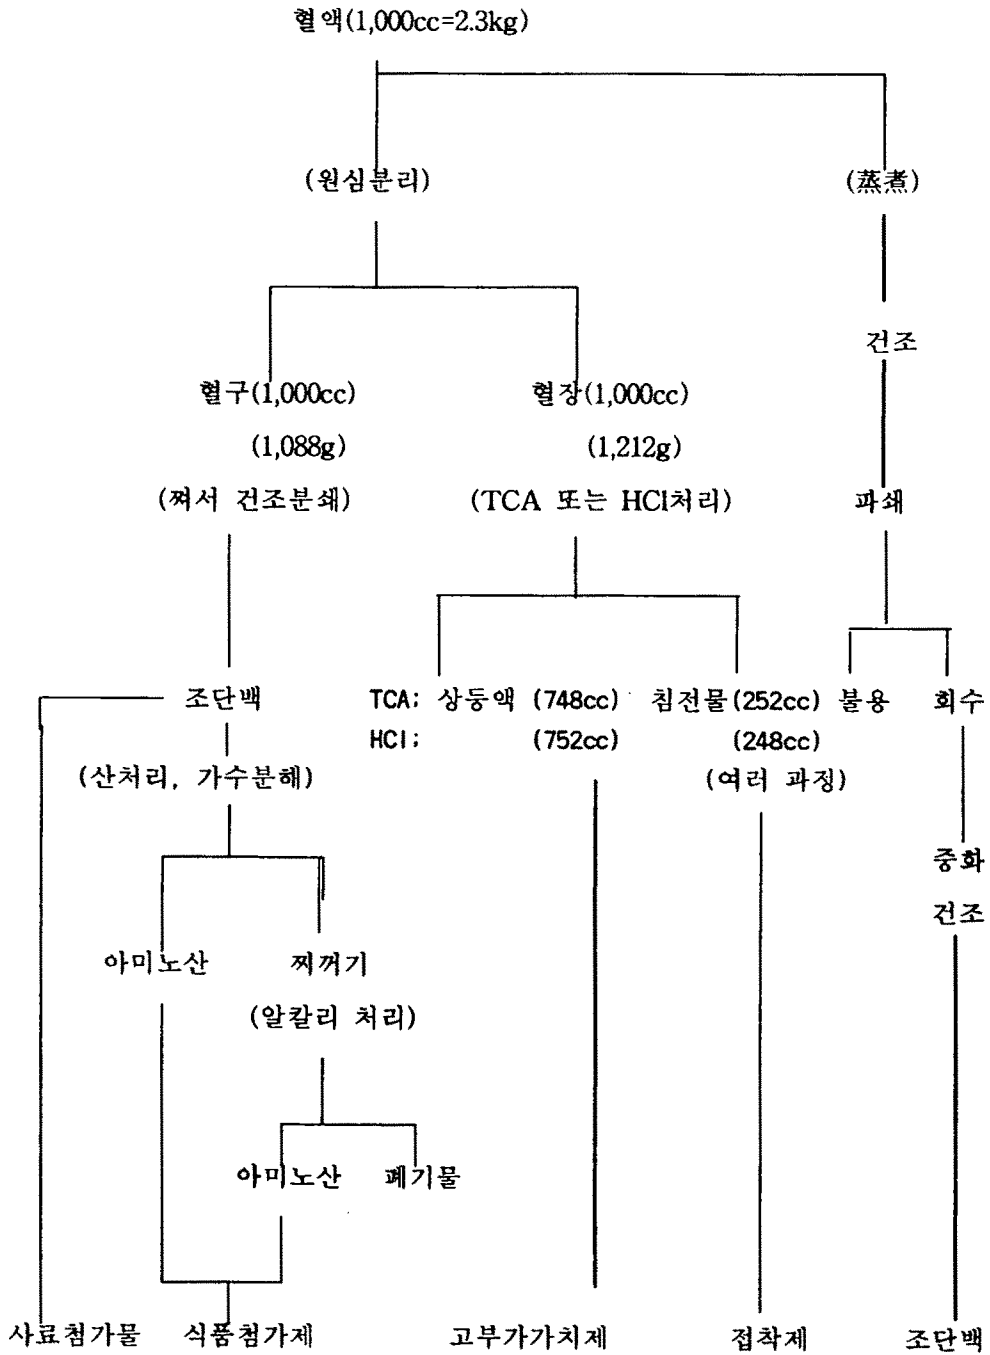 혈액(1,000cc=2.3kg)
(원심분리) (蒸煮)
건조
혈구(1,000cc) 혈장(1,000cc)
(1,088g) (1,212g)
(쪄서 건조분쇄) (TCA 또는 HCl처리) 파쇄
조단백 TCA; 상등액 (748cc) 침전물(252cc) 불용 회수
HCl; (752cc) (248cc)
(산처리, 가수분해) (여러 과정)
중화
건조
아미노산 찌꺼기
(알칼리 처리)
아미노산 폐기물
사료첨가물 식품첨가제 고부가가치제 접착제 조단백